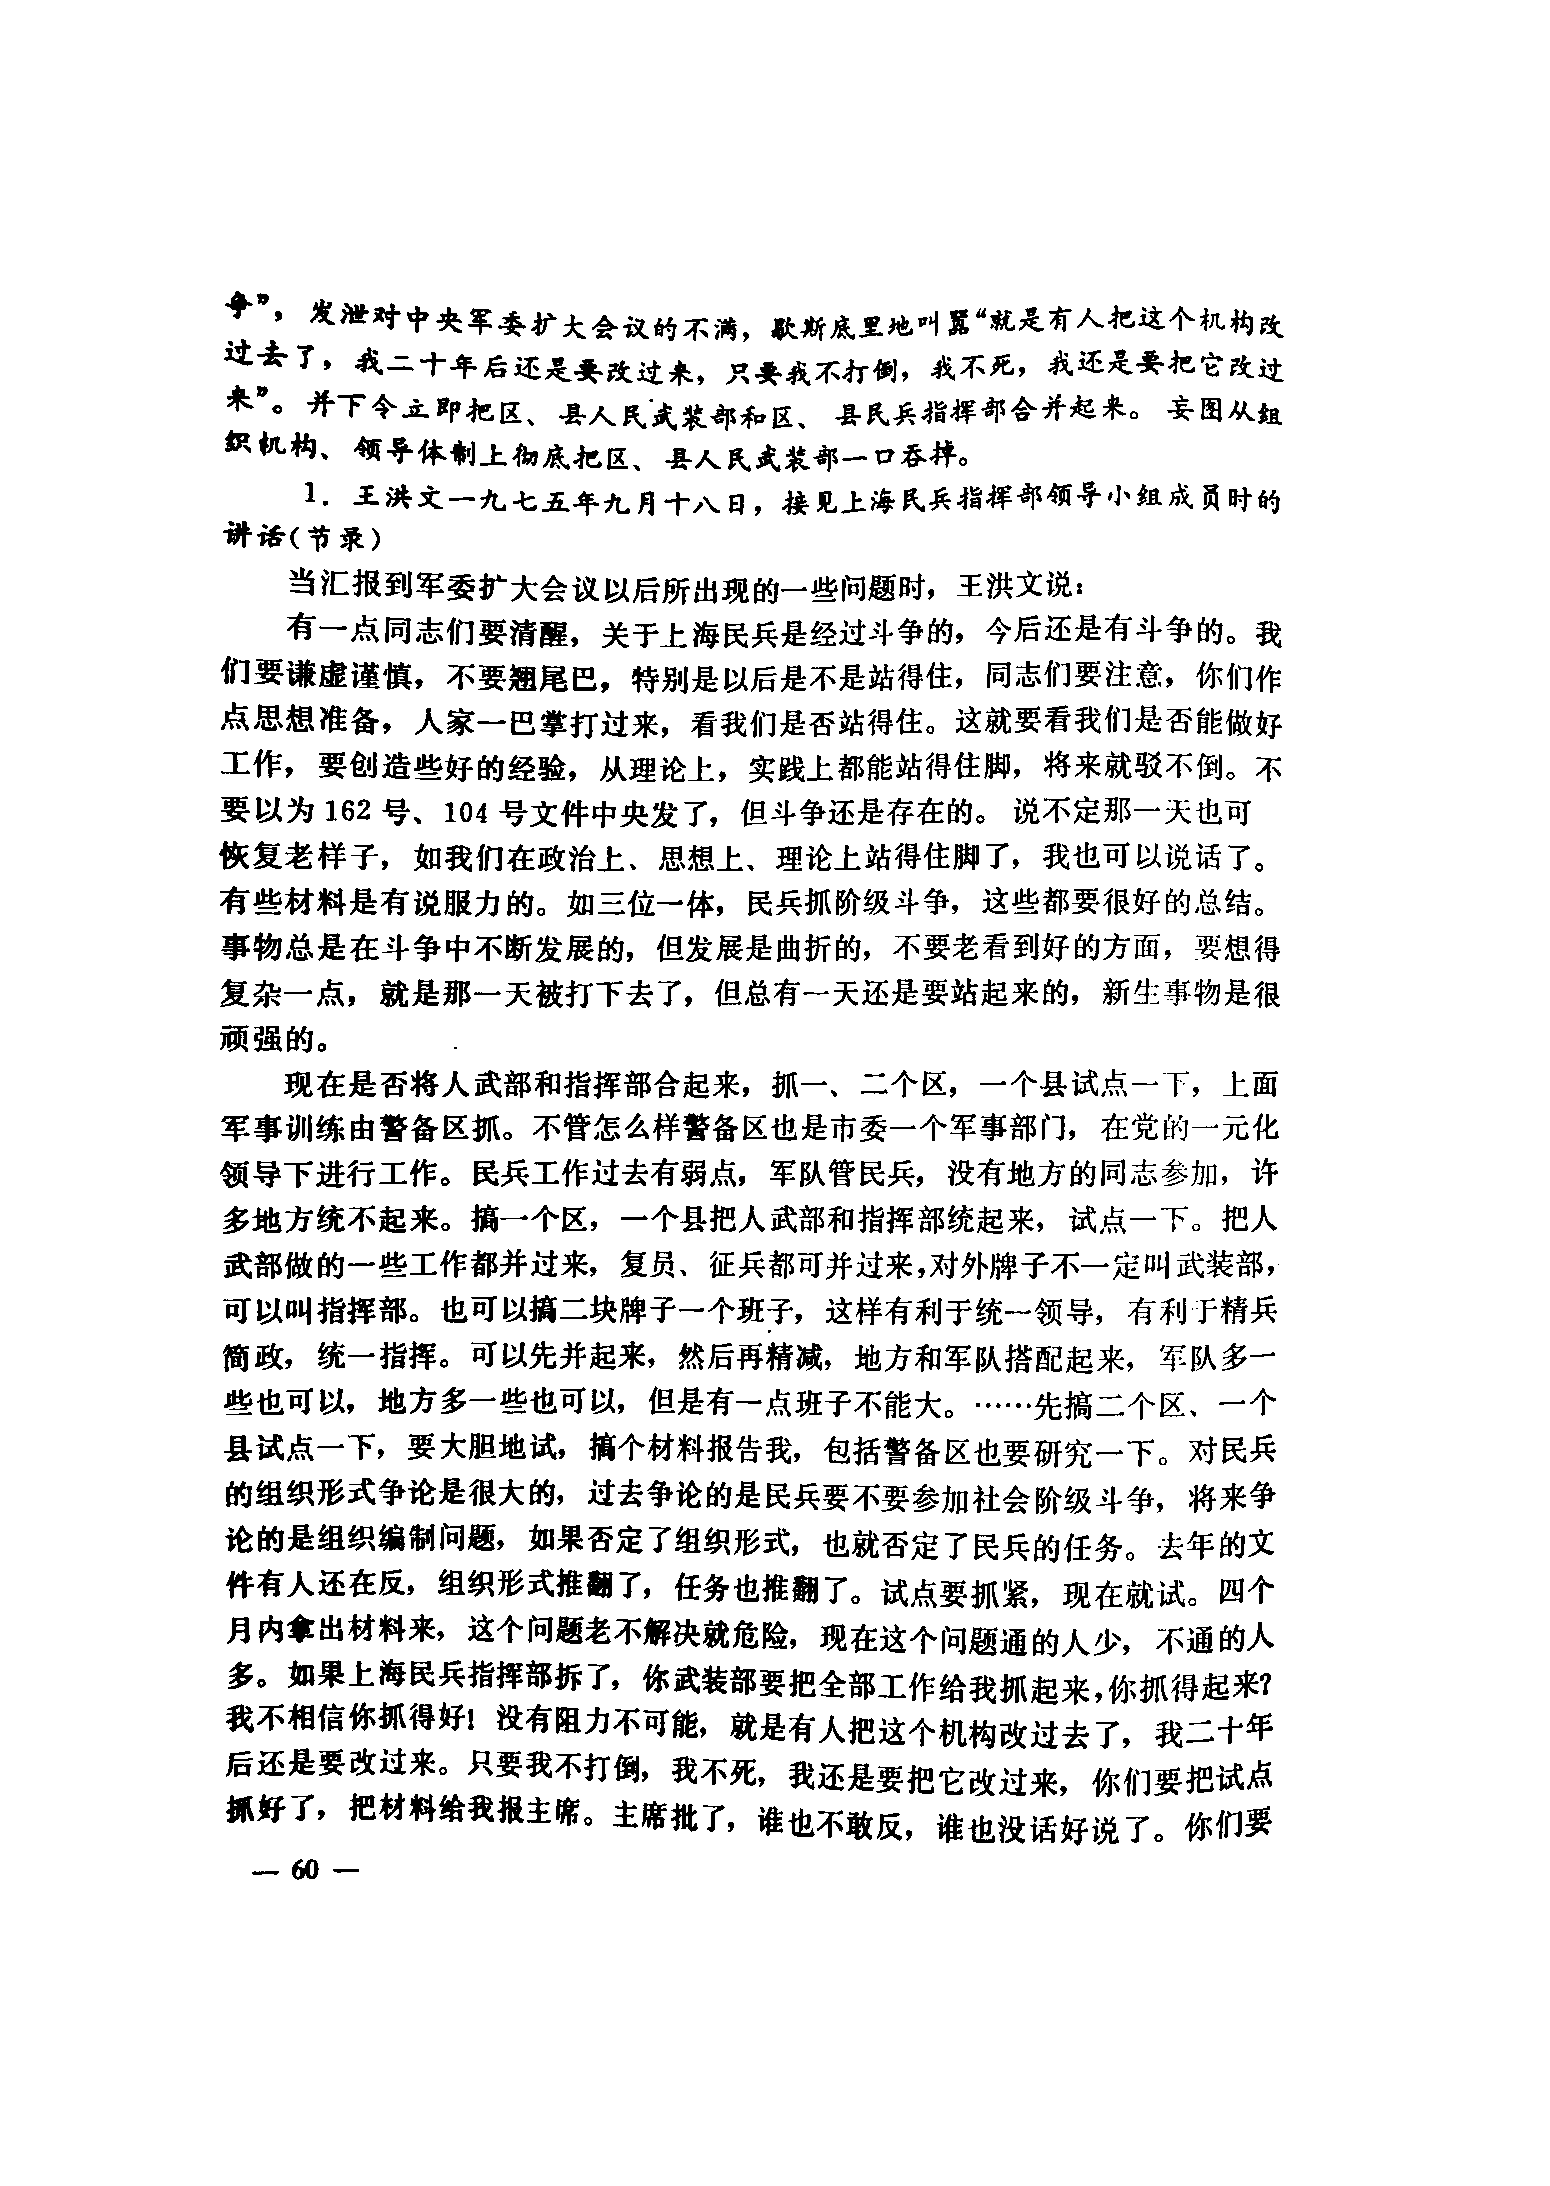 争”，发泄对中央军委扩大会议的不满，歇斯底里地叫嚣“就是有人把这个机构改
过去了，我二十年后还是要改过来，只要我不打倒，我不死，我还是要把它改过
来”。并下令立即把区、县人民武装部和区、县民兵指挥部合并起来。妄图从组
织机构、领导体制上彻底把区、县人民武装部一口吞掉。
1．王洪文一九七五年九月十八日，接见上海民兵指挥部领导小组成员时的
讲话(节录)
当汇报到军委扩大会议以后所出现的一些问题时，王洪文说：
有一点同志们要清醒，关于上海民兵是经过斗争的，今后还是有斗争的。我
们要谦虚谨慎，不要翘尾巴，特别是以后是不是站得住，同志们要注意，你们作
点思想准备，人家一巴掌打过来，看我们是否站得住。这就要看我们是否能做好
工作，要创造些好的经验，从理论上，实践上都能站得住脚，将来就驳不倒。不
要以为162号、104号文件中央发了，但斗争还是存在的。说不定那一天也可
恢复老样子，如我们在政治上、思想上、理论上站得住脚了，我也可以说话了。
有些材料是有说服力的。如三位一体，民兵抓阶级斗争，这些都要很好的总结。
事物总是在斗争中不断发展的，但发展是曲折的，不要老看到好的方面，要想得
复杂一点，就是那一天被打下去了，但总有一天还是要站起来的，新生事物是很
顽强的。
现在是否将人武部和指挥部合起来，抓一、二个区，一个县试点一下，上面
军事训练由警备区抓。不管怎么样警备区也是市委一个军事部门，在党的一元化
领导下进行工作。民兵工作过去有弱点，军队管民兵，没有地方的同志参加，许
多地方统不起来。搞一个区，一个县把人武部和指挥部统起来，试点一下。把人
武部做的一些工作都并过来，复员、征兵都可并过来，对外牌子不一定叫武装部，
可以叫指挥部。也可以搞二块牌子一个班子，这样有利于统一领导，有利于精兵
简政，统一指挥。可以先并起来，然后再精减，地方和军队搭配起来，军队多一
些也可以，地方多一些也可以，但是有一点班子不能大。……先搞二个区、一个
县试点一下，要大胆地试，搞个材料报告我，包括警备区也要研究一下。对民兵
的组织形式争论是很大的，过去争论的是民兵要不要参加社会阶级斗争，将来争
论的是组织编制问题，如果否定了组织形式，也就否定了民兵的任务。去年的文
件有人还在反，组织形式推翻了，任务也推翻了。试点要抓紧，现在就试。四个
月内拿出材料来，这个问题老不解决就危险，现在这个问题通的人少，不通的人
多。如果上海民兵指挥部拆了，你武装部要把全部工作给我抓起来，你抓得起来？
我不相信你抓得好！没有阻力不可能，就是有人把这个机构改过去了，我二十年
后还是要改过来。只要我不打倒，我不死，我还是要把它改过来，你们要把试点
抓好了，把材料给我报主席。主席批了，谁也不敢反，谁也没话好说了。你们要
— 60 —